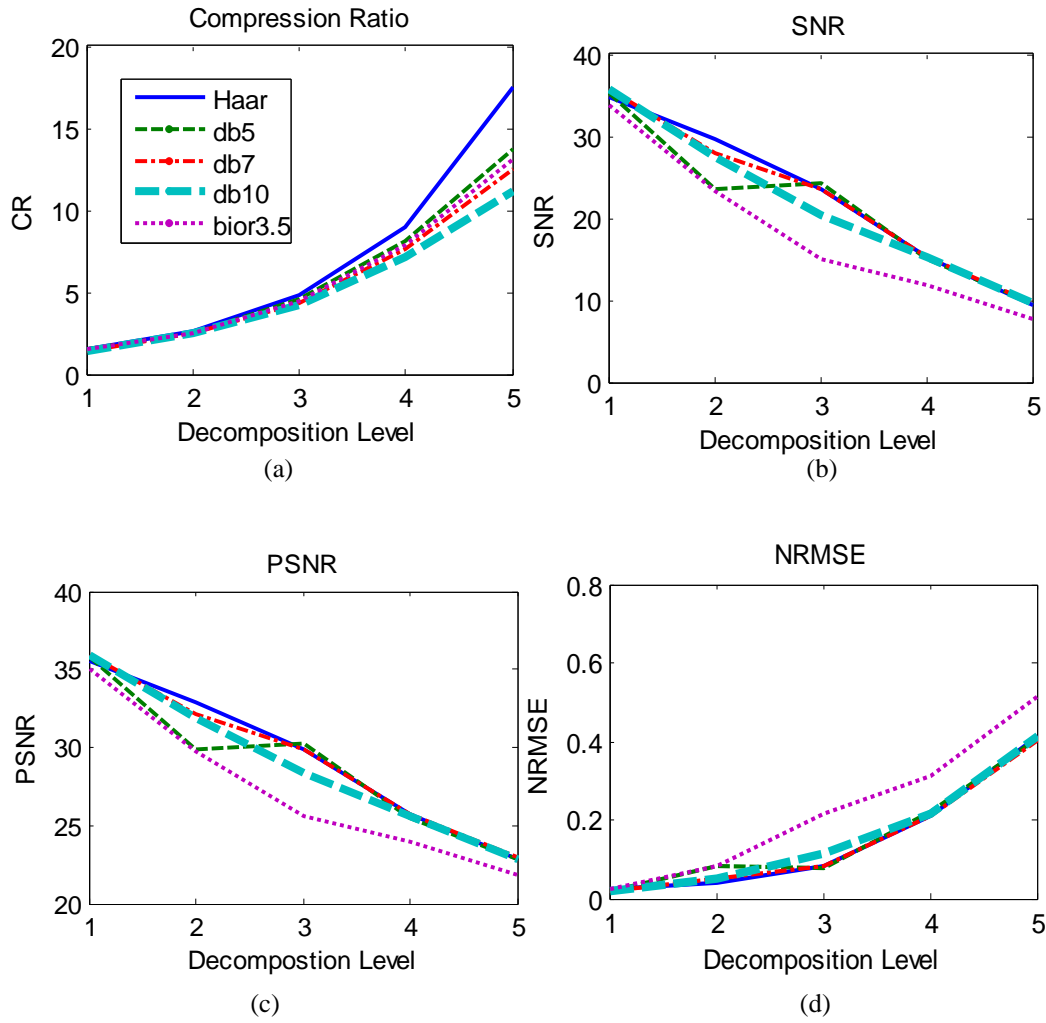 Compression Ratio
20
15
10
5
0
CR
Haar
db5
db7
db10
bior3.5
1 2 3 4 5
Decomposition Level
(a)
SNR
40
30
20
10
0
SNR
1 2 3 4 5
Decomposition Level
(b)
PSNR
40
35
30
25
20
PSNR
1 2 3 4 5
Decompostion Level
(c)
NRMSE
0.8
0.6
0.4
0.2
0
NRMSE
1 2 3 4 5
Decomposition Level
(d)